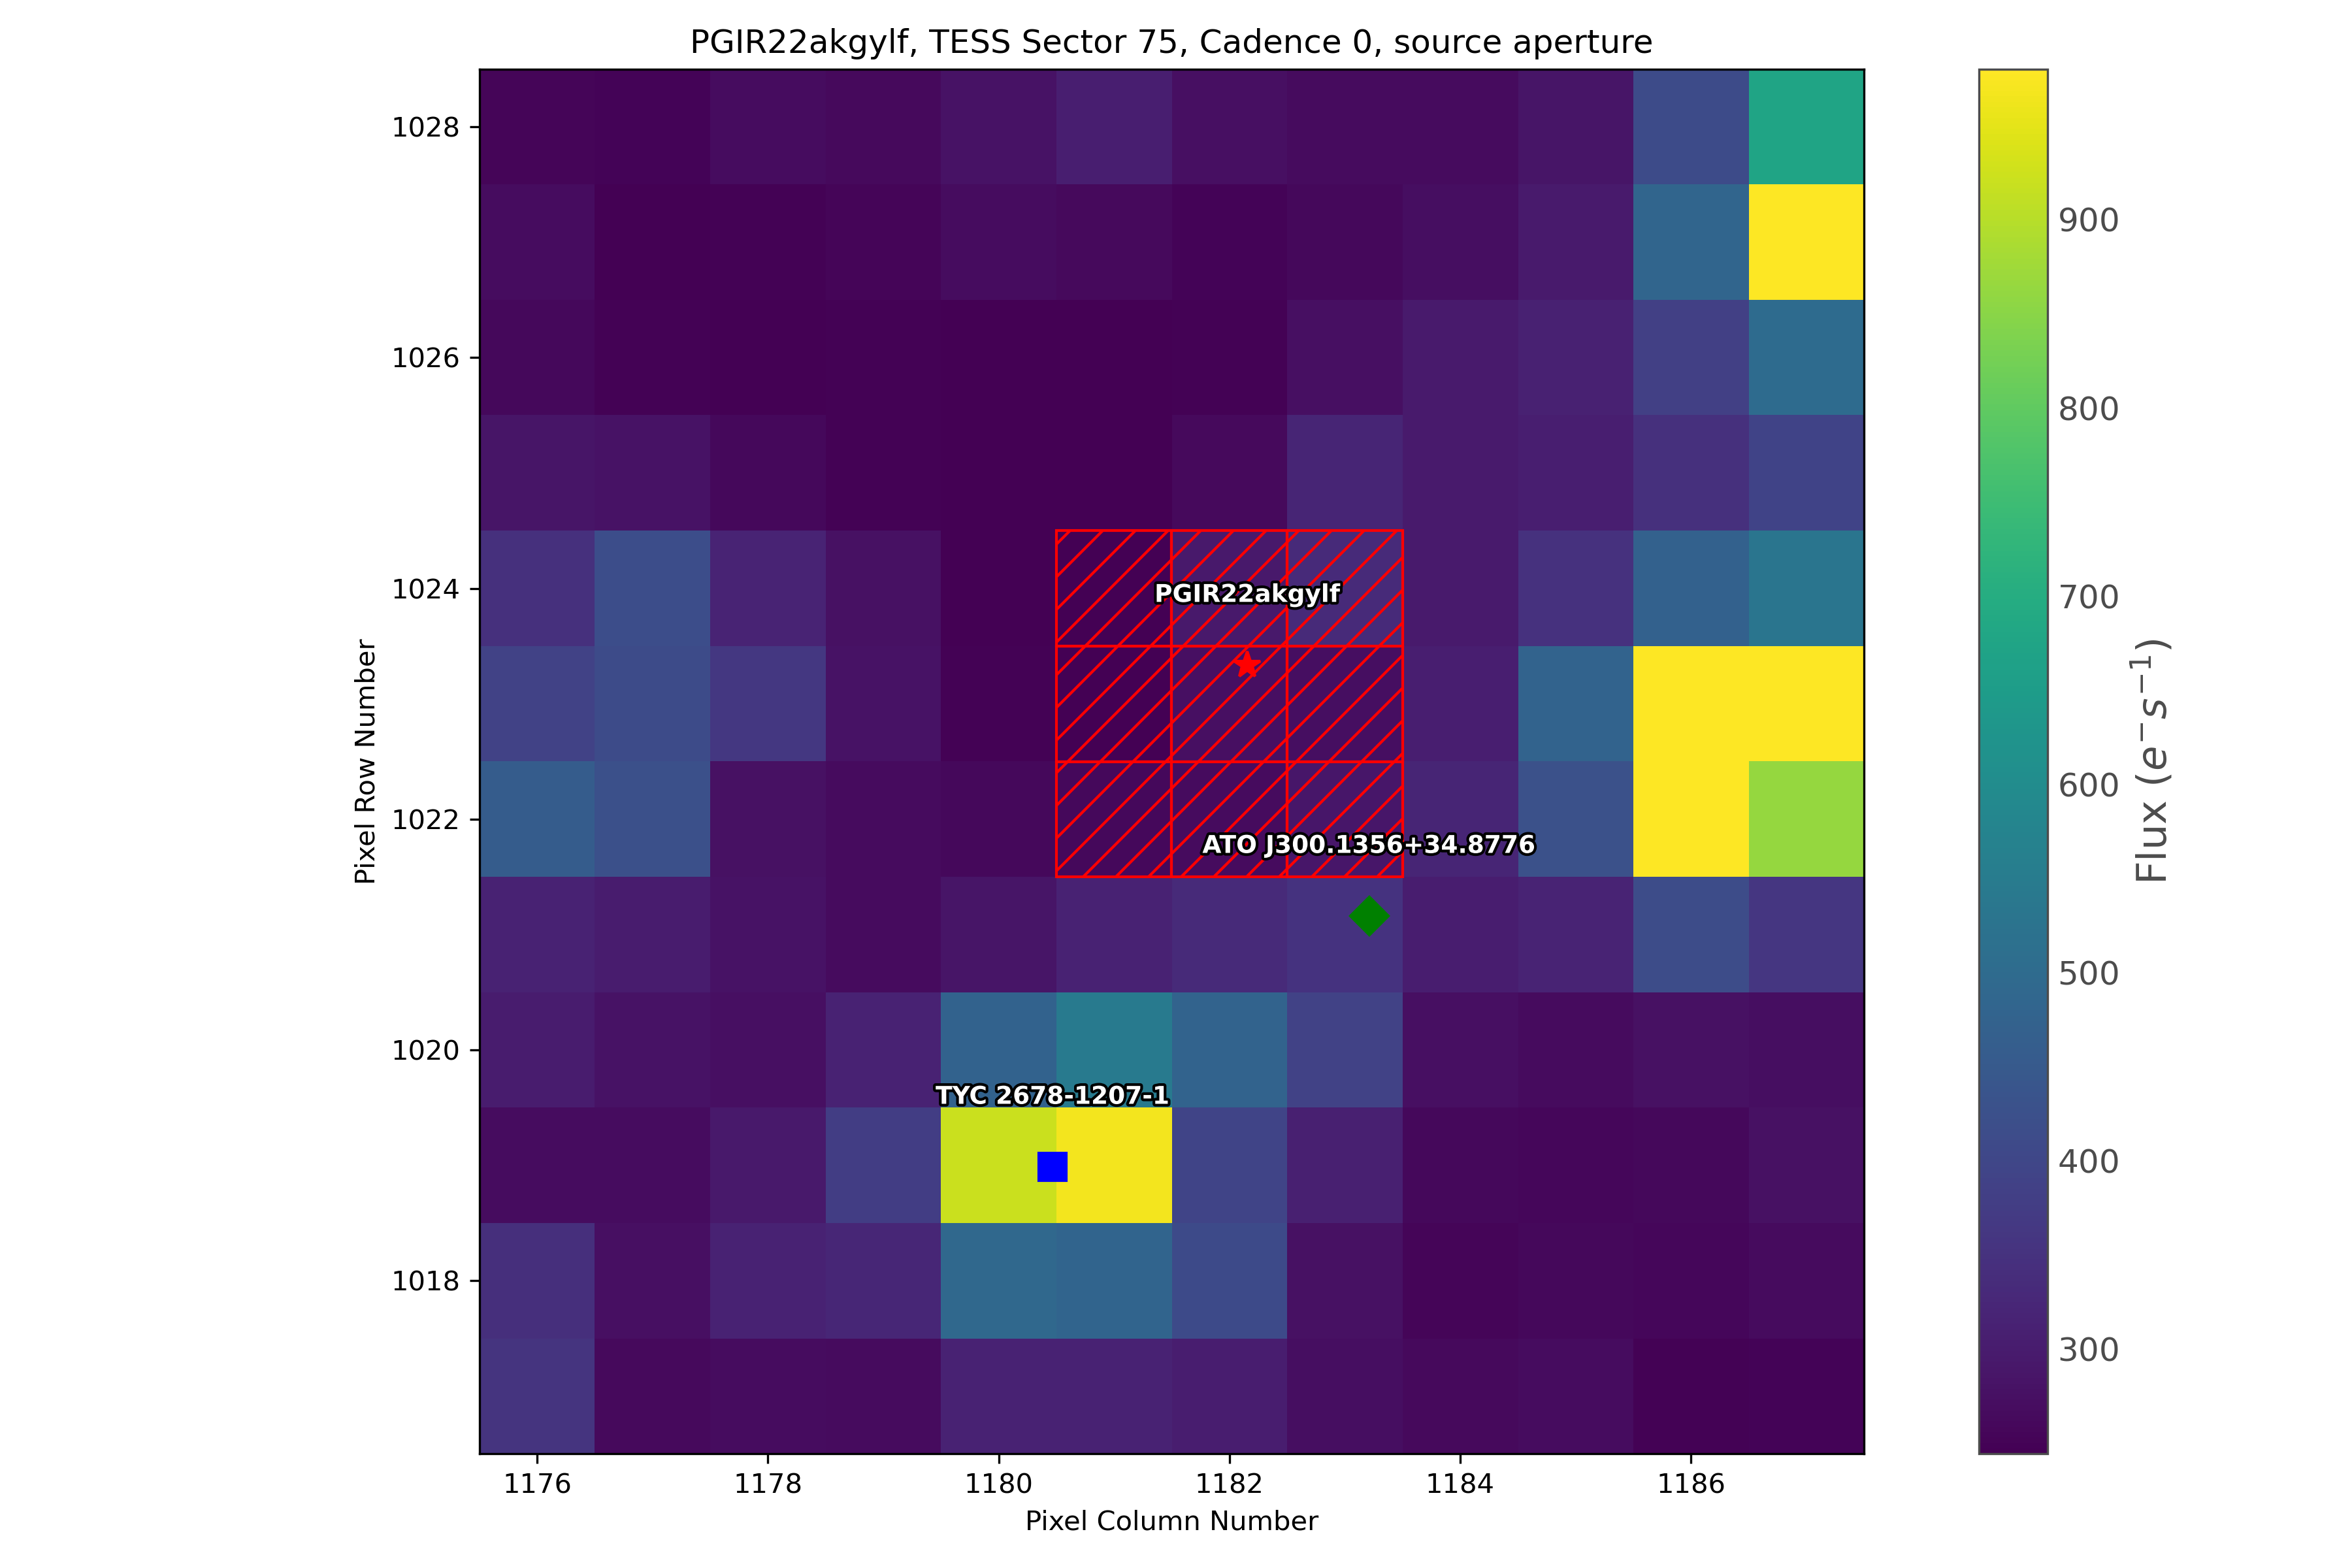 PGIR22akgylf, TESS Sector 75, Cadence 0, source aperture
1028
1026
1024
1022
1020
1018
Pixel Row Number
PGIR22akgylf
ATO J300.1356+34.8776
TYC 2678-1207-1
1176 1178 1180 1182 1184 1186
Pixel Column Number
900
800
700
600
500
400
300
Flux (e⁻s⁻¹)